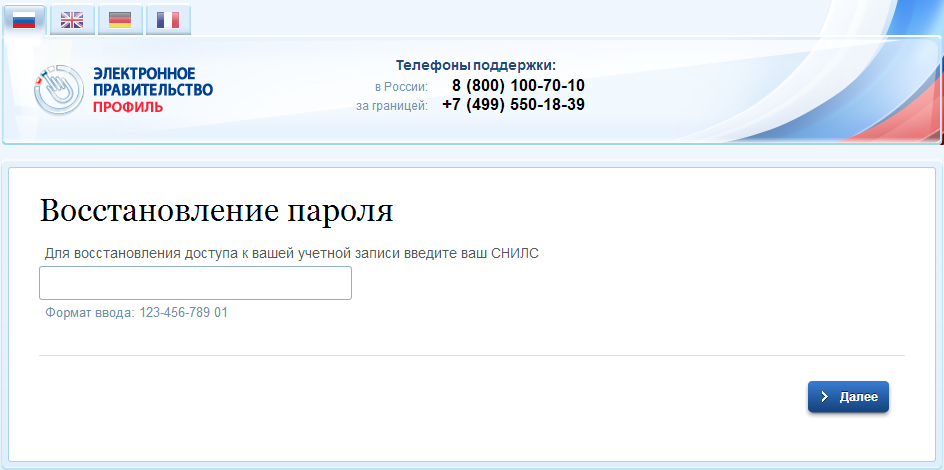 ЭЛЕКТРОННОЕ
ПРАВИТЕЛЬСТВО
ПРОФИЛЬ
Телефоны поддержки:
в России: 8 (800) 100-70-10
за границей: +7 (499) 550-18-39
Восстановление пароля
Для восстановления доступа к вашей учетной записи введите ваш СНИЛС
Формат ввода: 123-456-789 01
Далее